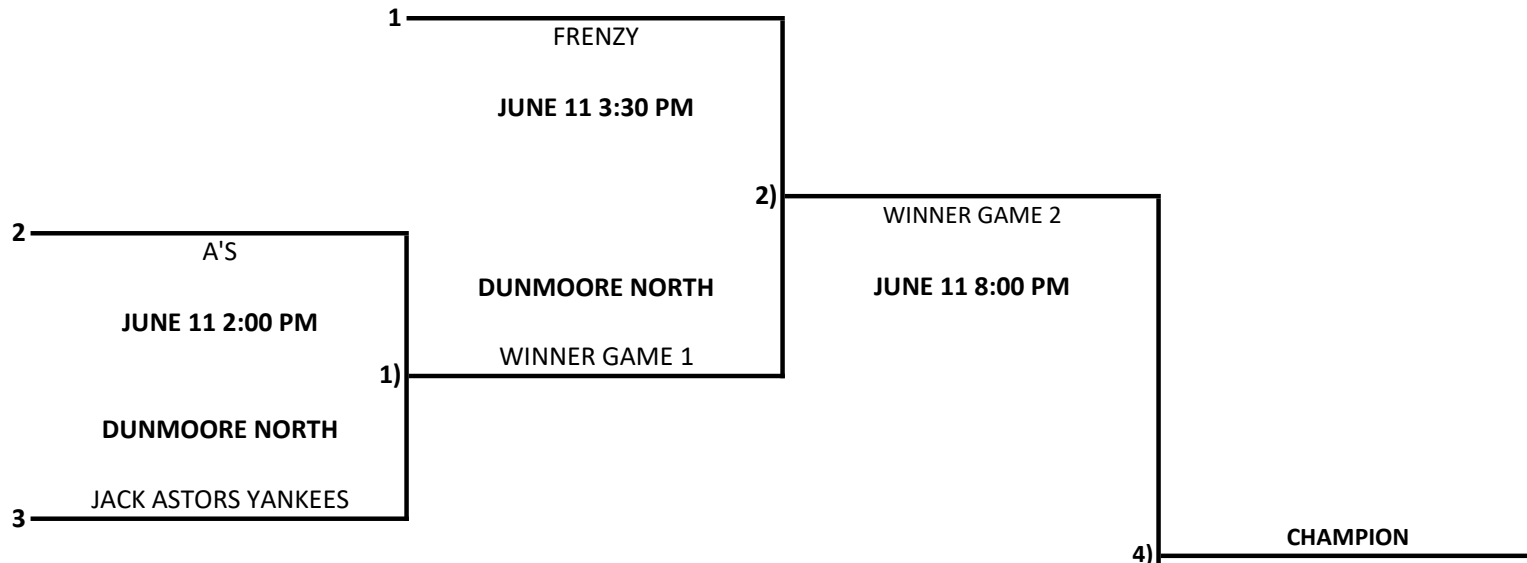 1
FRENZY
JUNE 11 3:30 PM
2)
WINNER GAME 2
2
A'S
DUNMOORE NORTH
JUNE 11 8:00 PM
JUNE 11 2:00 PM
WINNER GAME 1
1)
DUNMOORE NORTH
JACK ASTORS YANKEES
3
CHAMPION
4)